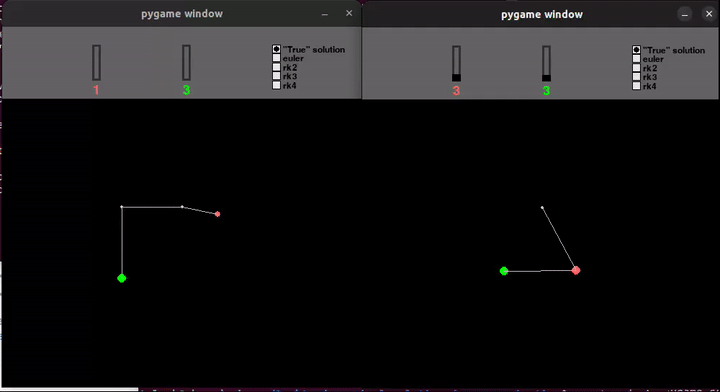 pygame window
"True" solution
euler
rk2
rk3
rk4
1
3
pygame window
"True" solution
euler
rk2
rk3
rk4
3
3